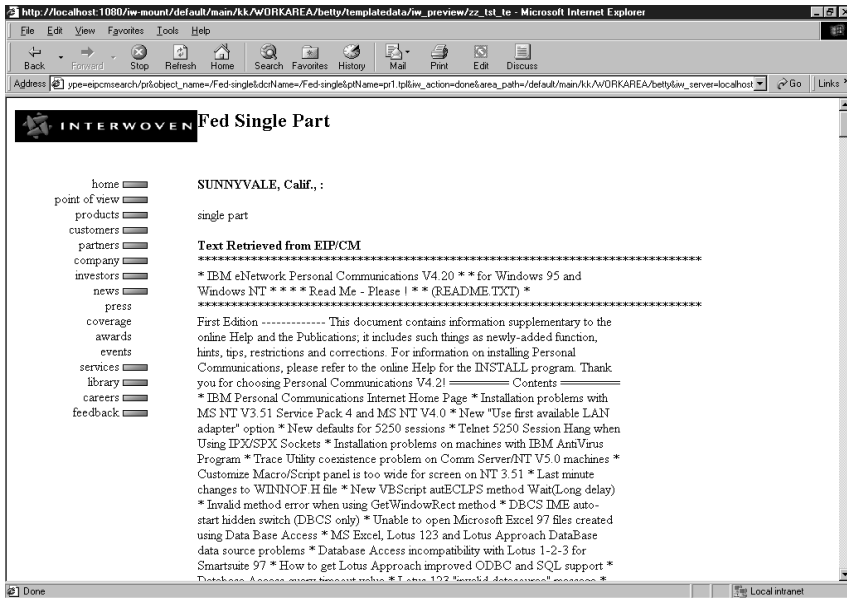 http://localhost:1080/iw-mount/default/main/kk/WORKAREA/betty/templatedata/iw_preview/zz_tst_te - Microsoft Internet Explorer
File Edit View Favorites Tools Help
Back Forward Stop Refresh Home Search Favorites History Mail Print Edit Discuss
Address ype=eipcmsearch/pr&object_name=/Fed-single&dcrName=/Fed-single&ptName=pr1.tpl&iw_action=done&area_path=/default/main/kk/WORKAREA/betty&iw_server=localhost Go Links
INTERWOVEN
Fed Single Part
home
point of view
products
customers
partners
company
investors
news
press
coverage
awards
events
services
library
careers
feedback
SUNNYVALE, Calif., :
single part
Text Retrieved from EIP/CM
******************************************************************************
* IBM eNetwork Personal Communications V4.20 * * for Windows 95 and
Windows NT * * * * Read Me - Please ! * * (README.TXT) *
******************************************************************************
First Edition ------------- This document contains information supplementary to the
online Help and the Publications; it includes such things as newly-added function,
hints, tips, restrictions and corrections. For information on installing Personal
Communications, please refer to the online Help for the INSTALL program. Thank
you for choosing Personal Communications V4.2! ========= Contents =========
* IBM Personal Communications Internet Home Page * Installation problems with
MS NT V3.51 Service Pack 4 and MS NT V4.0 * New "Use first available LAN
adapter" option * New defaults for 5250 sessions * Telnet 5250 Session Hang when
Using IPX/SPX Sockets * Installation problems on machines with IBM AntiVirus
Program * Trace Utility coexistence problem on Comm Server/NT V5.0 machines *
Customize Macro/Script panel is too wide for screen on NT 3.51 * Last minute
changes to WINNOF.H file * New VBScript autECLPS method Wait(Long delay)
* Invalid method error when using GetWindowRect method * DBCS IME auto-
start hidden switch (DBCS only) * Unable to open Microsoft Excel 97 files created
using Data Base Access * MS Excel, Lotus 123 and Lotus Approach DataBase
data source problems * Database Access incompatibility with Lotus 1-2-3 for
Smartsuite 97 * How to get Lotus Approach improved ODBC and SQL support *
Database Access query timeout value * Lotus 123 "invalid datasource" message *
Done
Local intranet